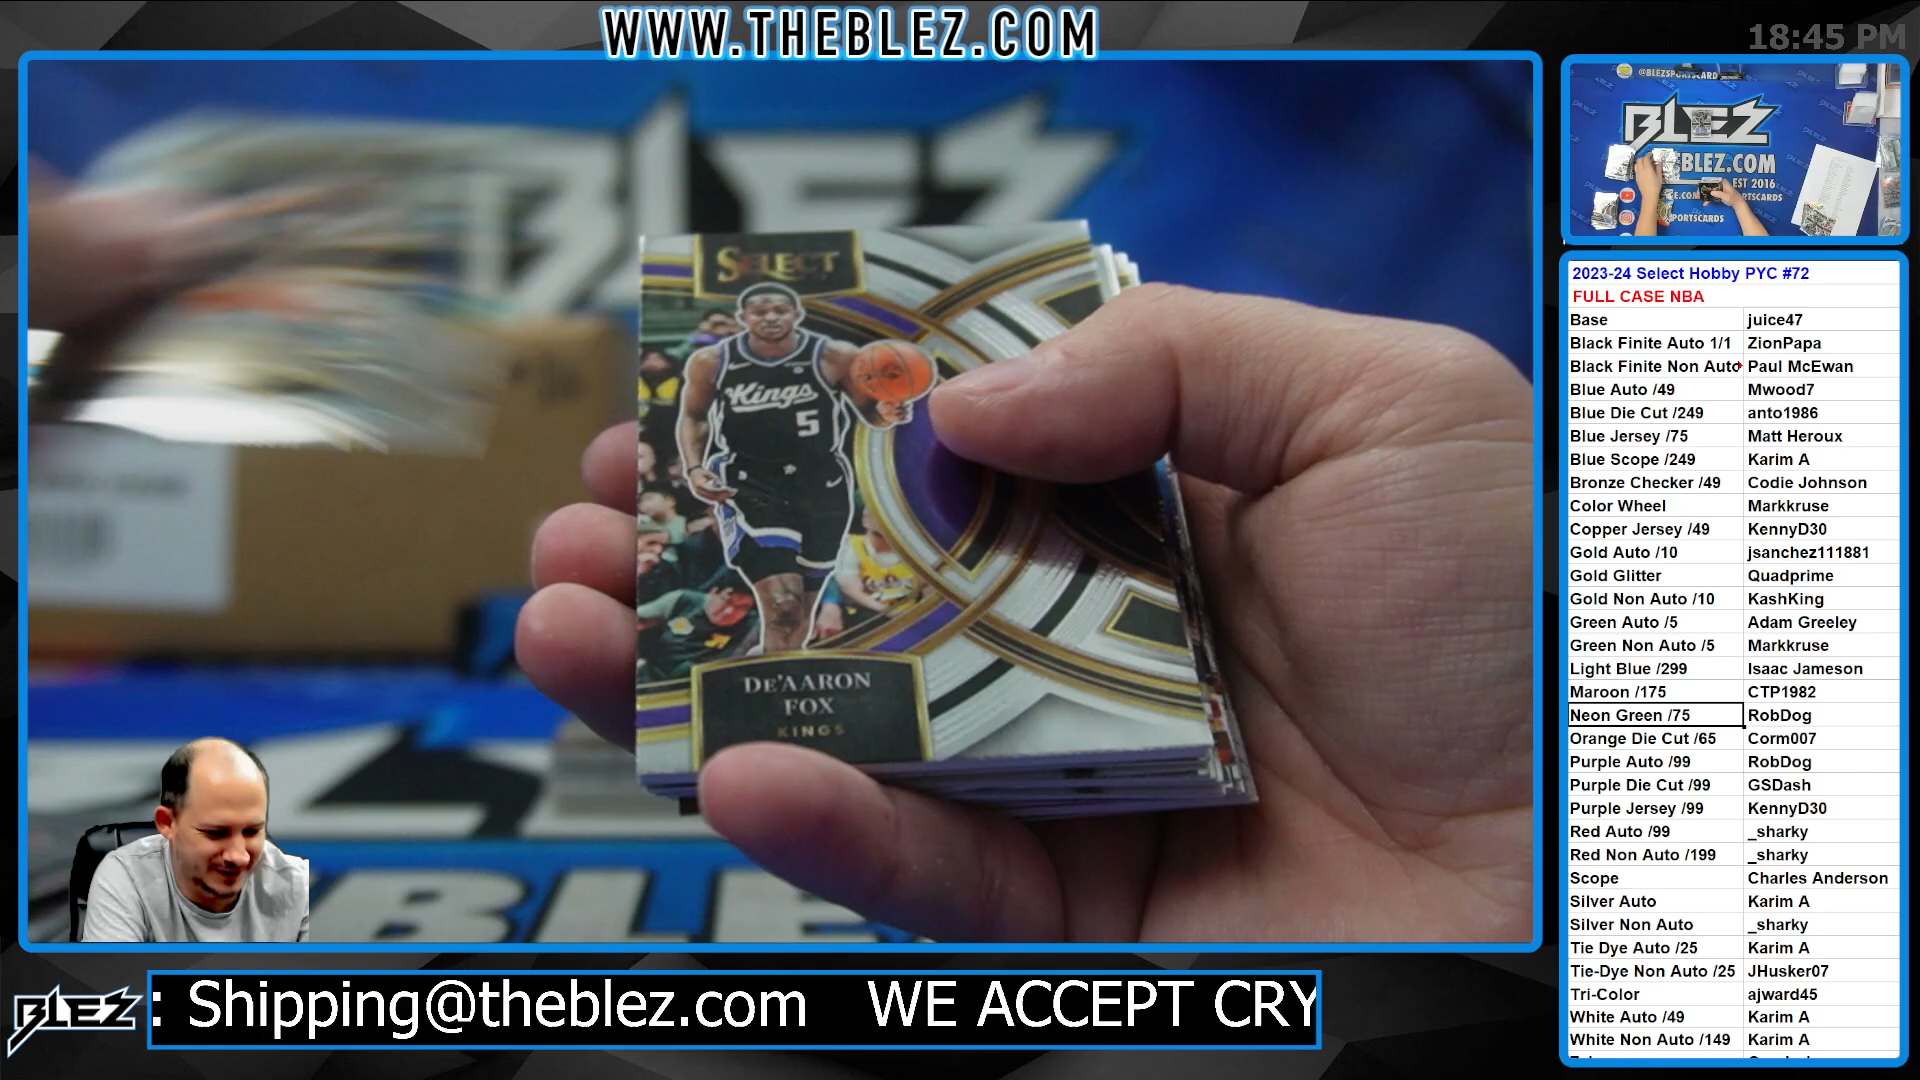 WWW.THEBLEZ.COM
18:45 PM
SELECT
Kings
5
DE'AARON
FOX
KINGS
BLEZ
@BLEZSPORTSCARD
BLEZ
EBLEZ.COM
EST 2016
PORTSCARDS
2023-24 Select Hobby PYC #72
FULL CASE NBA
Base juice47
Black Finite Auto 1/1 ZionPapa
Black Finite Non Auto Paul McEwan
Blue Auto /49 Mwood7
Blue Die Cut /249 anto1986
Blue Jersey /75 Matt Heroux
Blue Scope /249 Karim A
Bronze Checker /49 Codie Johnson
Color Wheel Markkruse
Copper Jersey /49 KennyD30
Gold Auto /10 jsanchez111881
Gold Glitter Quadprime
Gold Non Auto /10 KashKing
Green Auto /5 Adam Greeley
Green Non Auto /5 Markkruse
Light Blue /299 Isaac Jameson
Maroon /175 CTP1982
Neon Green /75 RobDog
Orange Die Cut /65 Corm007
Purple Auto /99 RobDog
Purple Die Cut /99 GSDash
Purple Jersey /99 KennyD30
Red Auto /99 _sharky
Red Non Auto /199 _sharky
Scope Charles Anderson
Silver Auto Karim A
Silver Non Auto _sharky
Tie Dye Auto /25 Karim A
Tie-Dye Non Auto /25 JHusker07
Tri-Color ajward45
White Auto /49 Karim A
White Non Auto /149 Karim A
BLEZ
: Shipping@theblez.com WE ACCEPT CRY